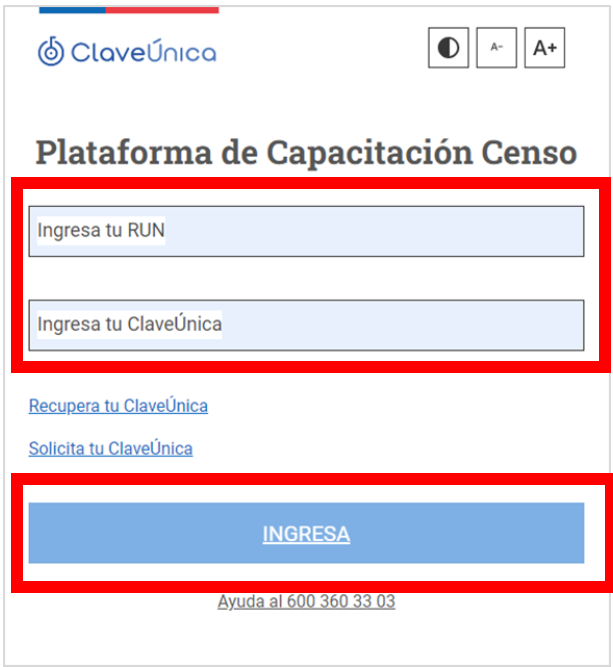 ClaveÚnica
A-
A+
Plataforma de Capacitación Censo
Ingresa tu RUN
Ingresa tu ClaveÚnica
Recupera tu ClaveÚnica
Solicita tu ClaveÚnica
INGRESA
Ayuda al 600 360 33 03